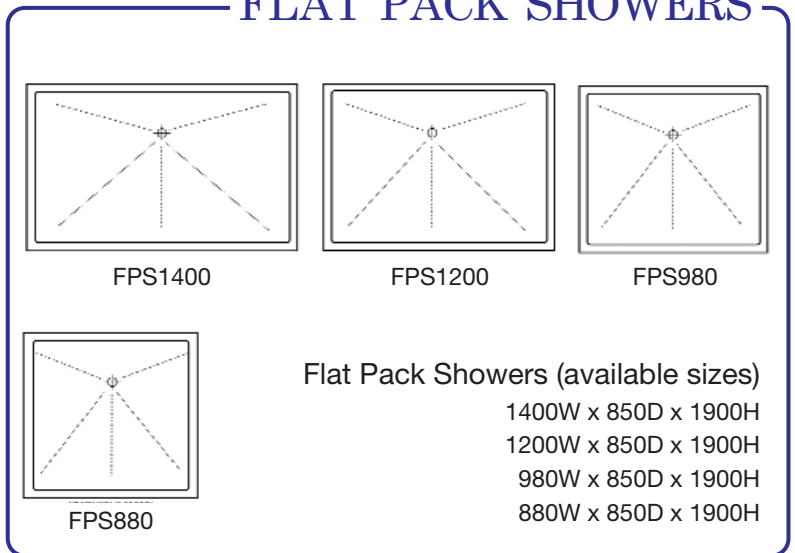 FLAT PACK SHOWERS
FPS1400
FPS1200
FPS980
FPS880
Flat Pack Showers (available sizes)
1400W x 850D x 1900H
1200W x 850D x 1900H
980W x 850D x 1900H
880W x 850D x 1900H